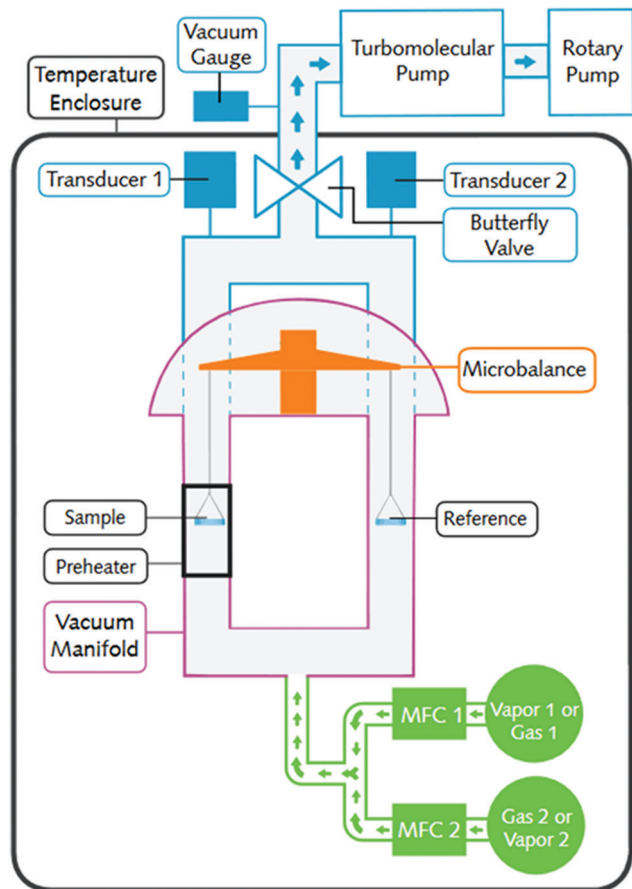 Vacuum
Gauge
Turbomolecular
Pump
Rotary
Pump
Temperature
Enclosure
Transducer 1
Transducer 2
Butterfly
Valve
Microbalance
Sample
Reference
Preheater
Vacuum
Manifold
MFC 1
Vapor 1 or
Gas 1
MFC 2
Gas 2 or
Vapor 2